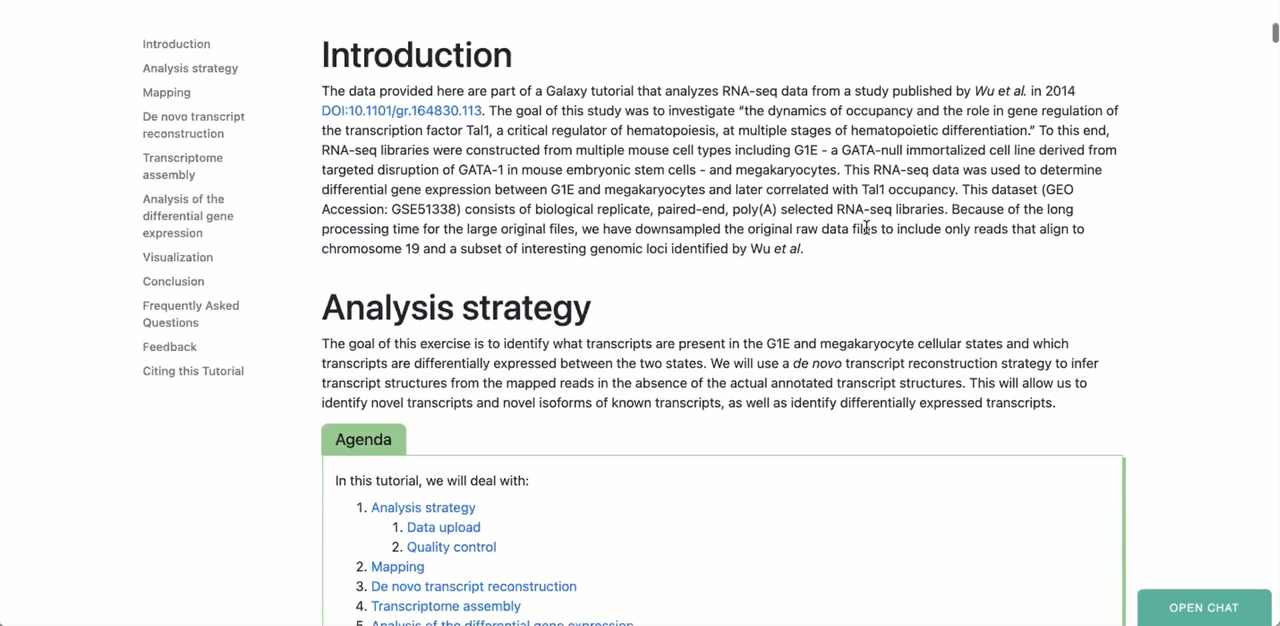 Introduction
Analysis strategy
Mapping
De novo transcript
reconstruction
Transcriptome
assembly
Analysis of the
differential gene
expression
Visualization
Conclusion
Frequently Asked
Questions
Feedback
Citing this Tutorial
Introduction
The data provided here are part of a Galaxy tutorial that analyzes RNA-seq data from a study published by Wu et al. in 2014
DOI:10.1101/gr.164830.113. The goal of this study was to investigate “the dynamics of occupancy and the role in gene regulation of
the transcription factor Tal1, a critical regulator of hematopoiesis, at multiple stages of hematopoietic differentiation.” To this end,
RNA-seq libraries were constructed from multiple mouse cell types including G1E - a GATA-null immortalized cell line derived from
targeted disruption of GATA-1 in mouse embryonic stem cells - and megakaryocytes. This RNA-seq data was used to determine
differential gene expression between G1E and megakaryocytes and later correlated with Tal1 occupancy. This dataset (GEO
Accession: GSE51338) consists of biological replicate, paired-end, poly(A) selected RNA-seq libraries. Because of the long
processing time for the large original files, we have downsampled the original raw data files to include only reads that align to
chromosome 19 and a subset of interesting genomic loci identified by Wu et al.
Analysis strategy
The goal of this exercise is to identify what transcripts are present in the G1E and megakaryocyte cellular states and which
transcripts are differentially expressed between the two states. We will use a de novo transcript reconstruction strategy to infer
transcript structures from the mapped reads in the absence of the actual annotated transcript structures. This will allow us to
identify novel transcripts and novel isoforms of known transcripts, as well as identify differentially expressed transcripts.
Agenda
In this tutorial, we will deal with:
1. Analysis strategy
1. Data upload
2. Quality control
2. Mapping
3. De novo transcript reconstruction
4. Transcriptome assembly
5. Analysis of the differential gene expression
OPEN CHAT